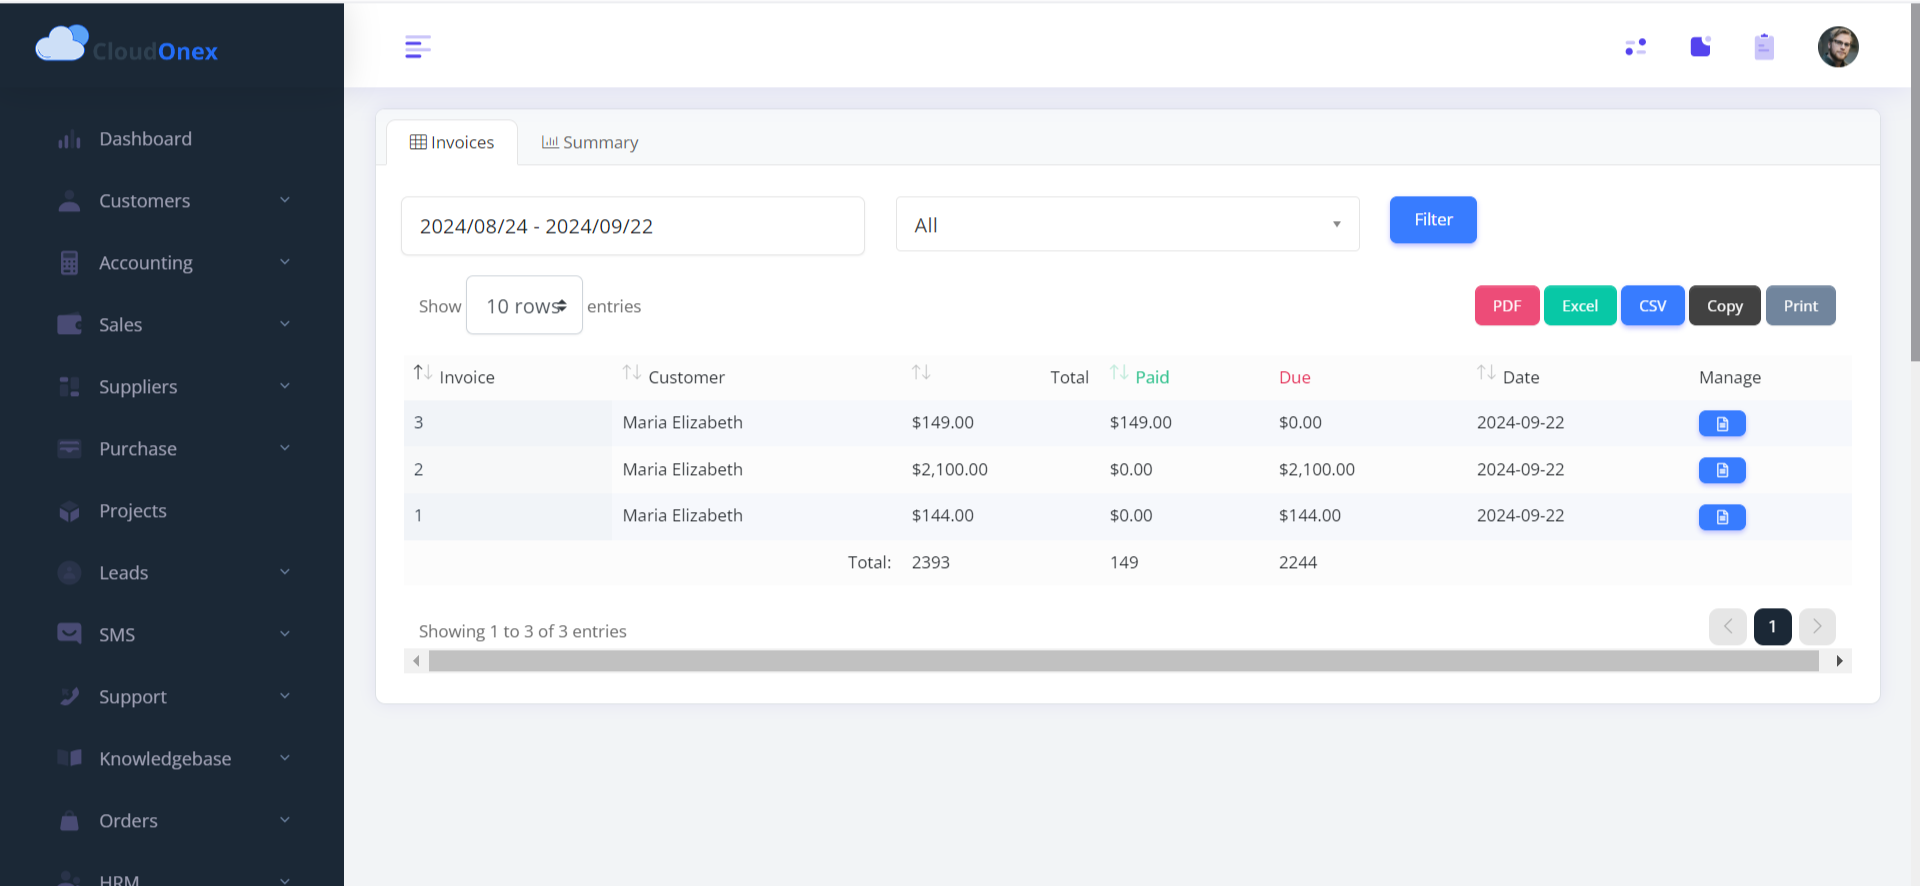 CloudOnex
Dashboard
Customers
Accounting
Sales
Suppliers
Purchase
Projects
Leads
SMS
Support
Knowledgebase
Orders
HRM
Invoices Summary
2024/08/24 - 2024/09/22 All Filter
Show 10 rows entries PDF Excel CSV Copy Print
Invoice Customer Total Paid Due Date Manage
3 Maria Elizabeth $149.00 $149.00 $0.00 2024-09-22
2 Maria Elizabeth $2,100.00 $0.00 $2,100.00 2024-09-22
1 Maria Elizabeth $144.00 $0.00 $144.00 2024-09-22
Total: 2393 149 2244
Showing 1 to 3 of 3 entries 1